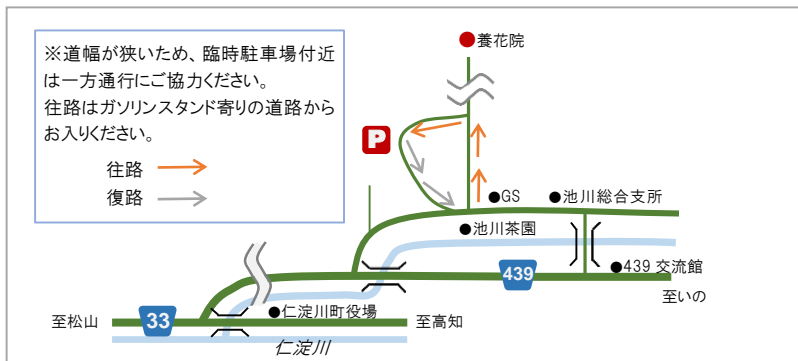 ※道幅が狭いため、臨時駐車場付近
は一方通行にご協力ください。
往路はガソリンスタンド寄りの道路から
お入りください。
往路
復路
養花院
P
GS
池川総合支所
池川茶園
439
439 交流館
至いの
仁淀川町役場
至松山
33
至高知
仁淀川